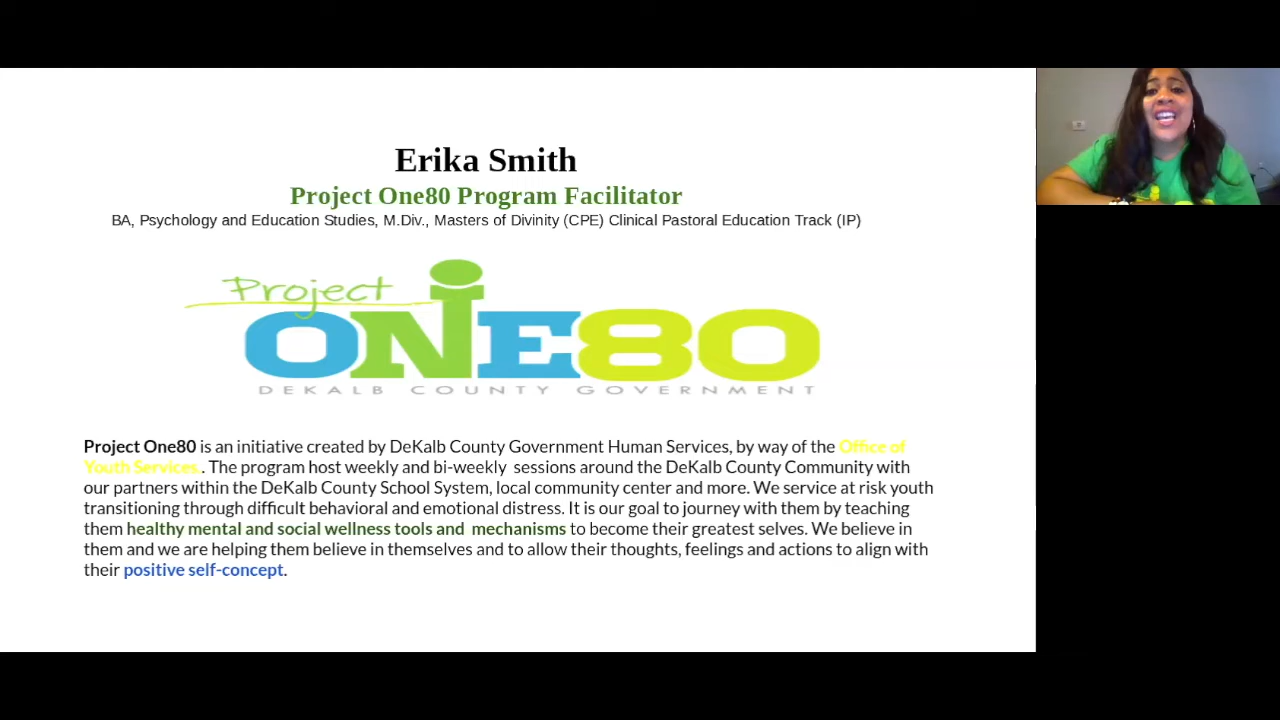 Erika Smith
Project One80 Program Facilitator
BA, Psychology and Education Studies, M.Div., Masters of Divinity (CPE) Clinical Pastoral Education Track (IP)
Project
ONE80
DEKALB COUNTY GOVERNMENT
Project One80 is an initiative created by DeKalb County Government Human Services, by way of the Office of
Youth Services.. The program host weekly and bi-weekly sessions around the DeKalb County Community with
our partners within the DeKalb County School System, local community center and more. We service at risk youth
transitioning through difficult behavioral and emotional distress. It is our goal to journey with them by teaching
them healthy mental and social wellness tools and mechanisms to become their greatest selves. We believe in
them and we are helping them believe in themselves and to allow their thoughts, feelings and actions to align with
their positive self-concept.